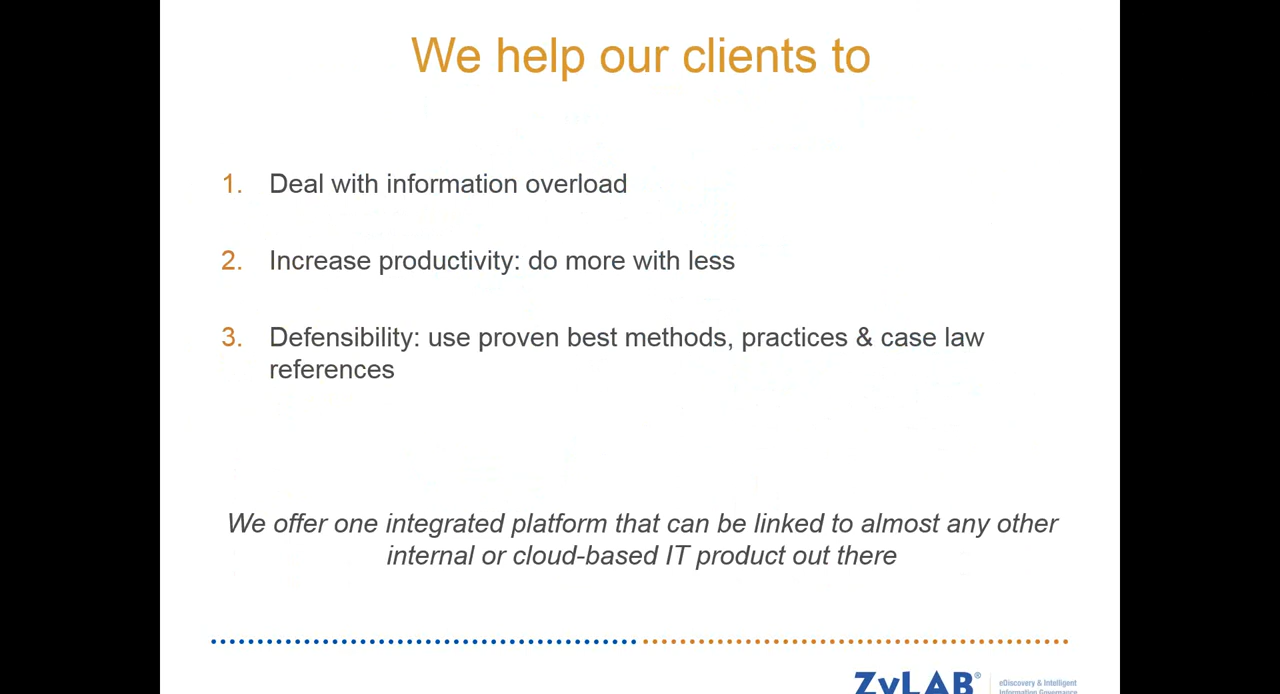 We help our clients to
1. Deal with information overload
2. Increase productivity: do more with less
3. Defensibility: use proven best methods, practices & case law
references
We offer one integrated platform that can be linked to almost any other
internal or cloud-based IT product out there
ZyLAB®
eDiscovery & Intelligent
Information Governance